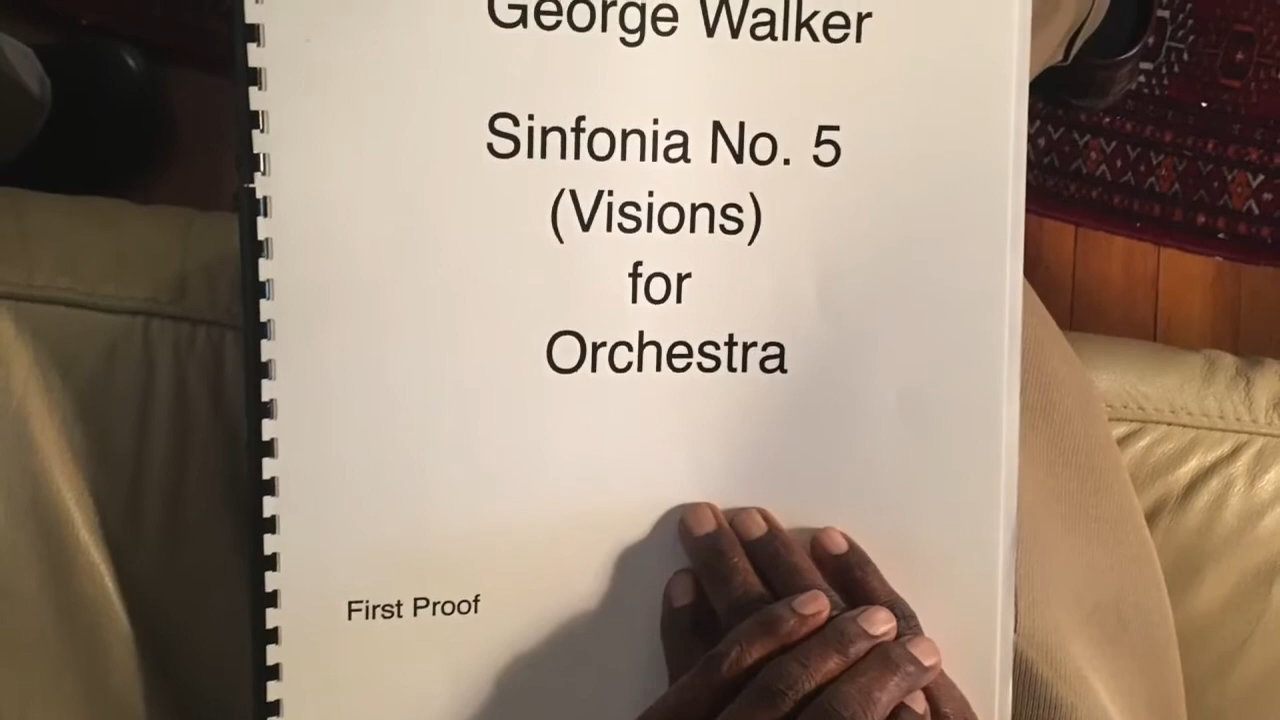 George Walker
Sinfonia No. 5
(Visions)
for
Orchestra
First Proof